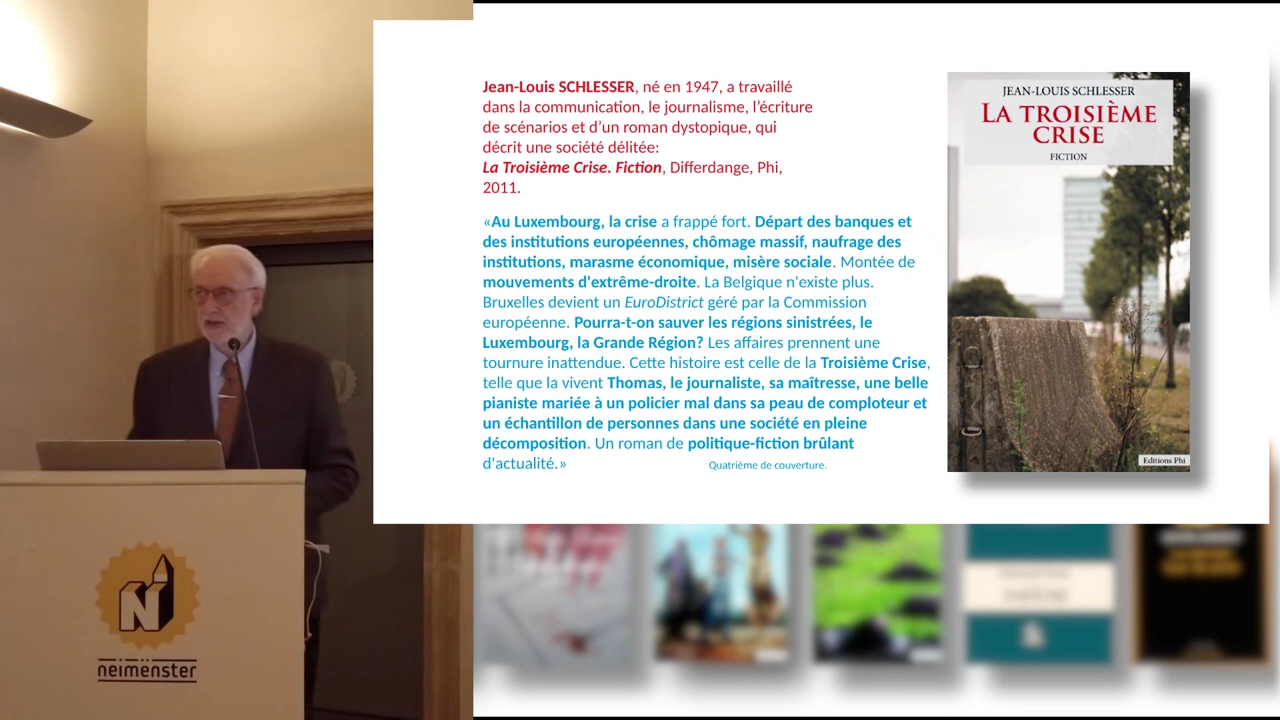 Jean-Louis SCHLESSER, né en 1947, a travaillé
dans la communication, le journalisme, l'écriture
de scénarios et d'un roman dystopique, qui
décrit une société délitée:
La Troisième Crise. Fiction, Differdange, Phi,
2011.
«Au Luxembourg, la crise a frappé fort. Départ des banques et
des institutions européennes, chômage massif, naufrage des
institutions, marasme économique, misère sociale. Montée de
mouvements d'extrême-droite. La Belgique n'existe plus.
Bruxelles devient un EuroDistrict géré par la Commission
européenne. Pourra-t-on sauver les régions sinistrées, le
Luxembourg, la Grande Région? Les affaires prennent une
tournure inattendue. Cette histoire est celle de la Troisième Crise,
telle que la vivent Thomas, le journaliste, sa maîtresse, une belle
pianiste mariée à un policier mal dans sa peau de comploteur et
un échantillon de personnes dans une société en pleine
décomposition. Un roman de politique-fiction brûlant
d'actualité.»
Quatrième de couverture.
JEAN-LOUIS SCHLESSER
LA TROISIÈME
CRISE
FICTION
Editions Phi
N
neimënster